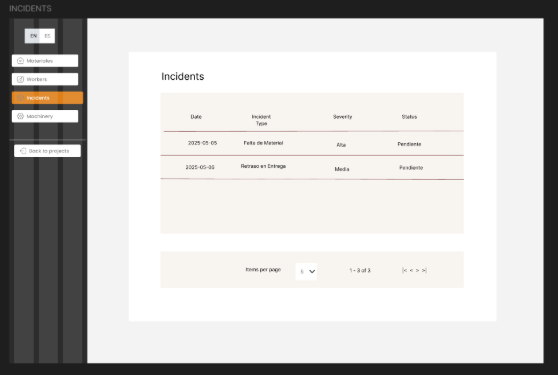 INCIDENTS
EN ES
Materiales
Workers
Incidents
Machinery
Back to projects
Incidents
Date Incident Type Severity Status
2025-05-05 Falta de Material Alta Pendiente
2025-05-06 Retraso en Entrega Media Pendiente
Items per page 5 1 - 3 of 3 |< < > >|